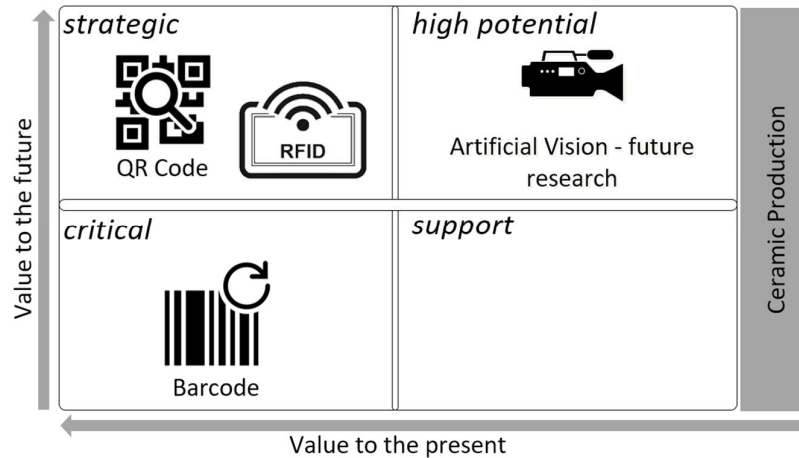 strategic
high potential
QR Code
RFID
Artificial Vision - future
research
critical
support
Barcode
Value to the future
Value to the present
Ceramic Production